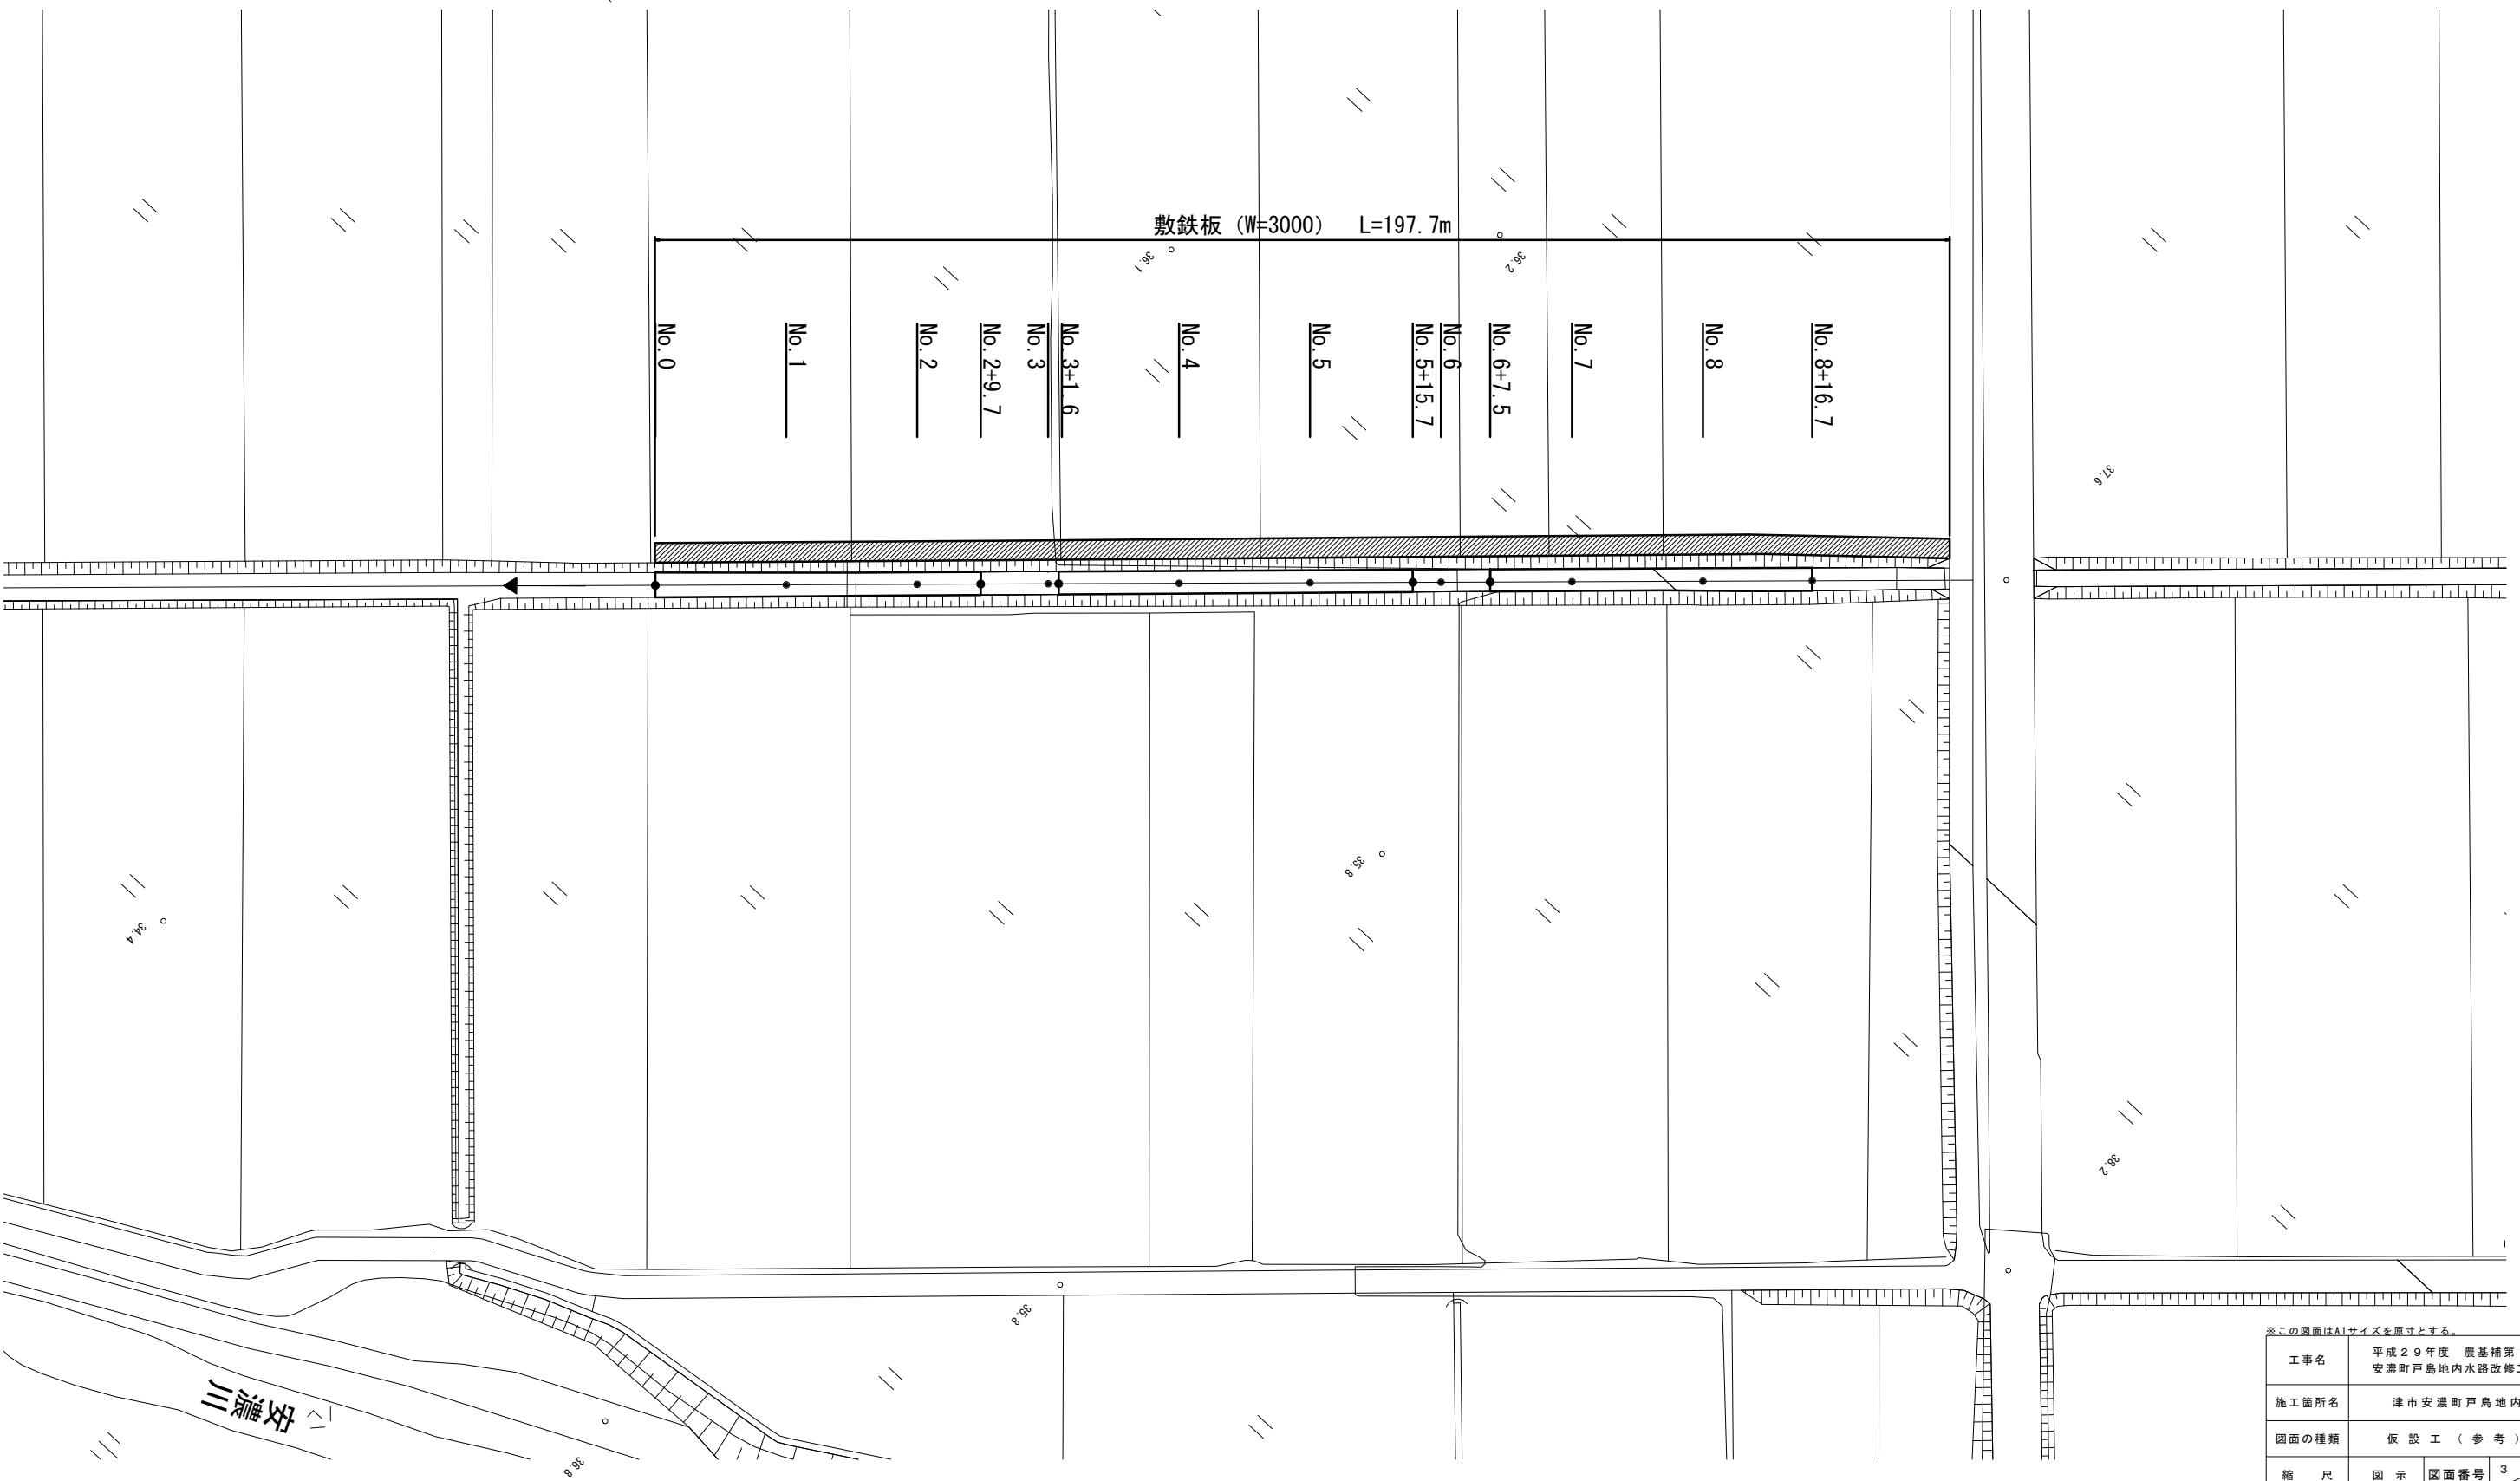 敷鉄板 (W=3000) L=197.7m
36.1
36.2
No.0
No.1
No.2
No.2+9.7
No.3
No.3+1.6
No.4
No.5
No.5+15.7
No.6
No.6+7.5
No.7
No.8
No.8+16.7
37.6
35.8
34.4
38.2
35.8
安濃川
36.8
※この図面はA1サイズを原寸とする。
工事名 平成29年度 農基補第
安濃町戸島地内水路改修
施工箇所名 津市安濃町戸島地内
図面の種類 仮設工(参考)
縮 尺 図 示 図面番号 3